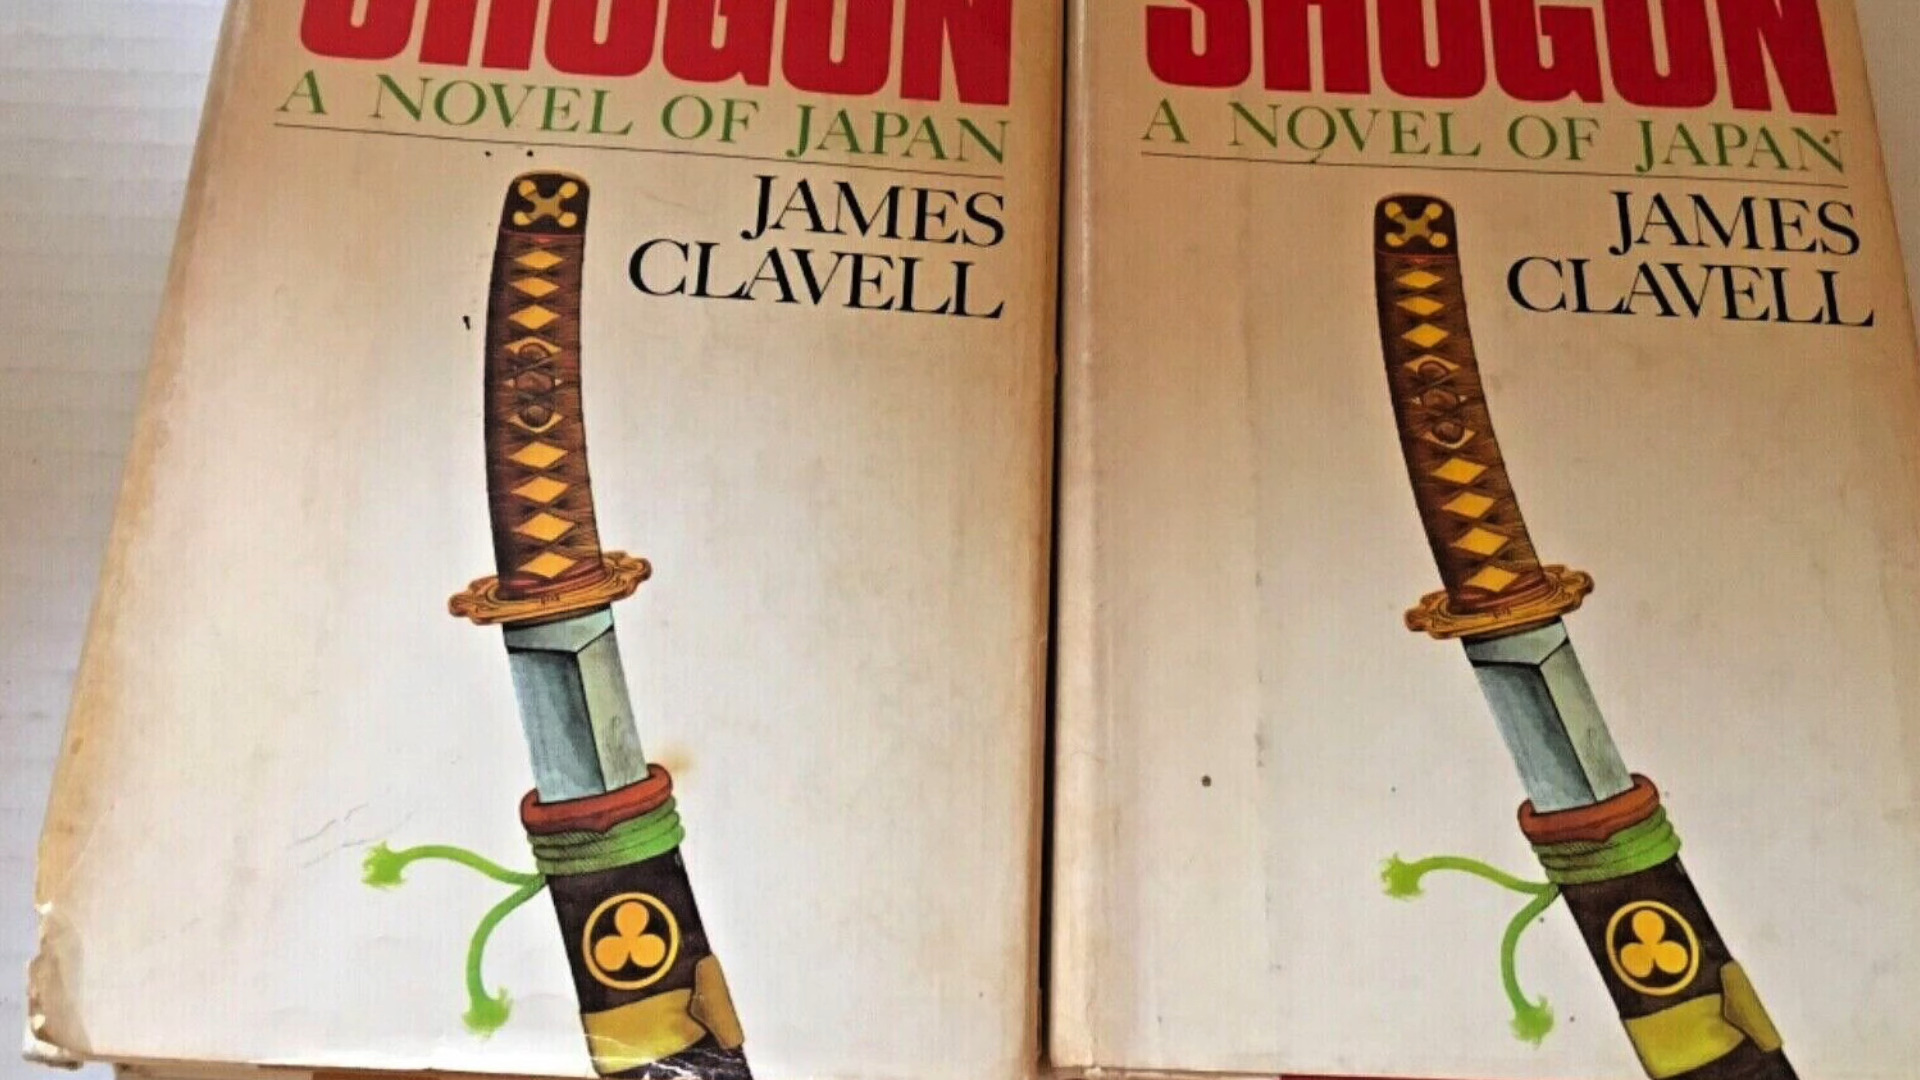 SHOGUN
A NOVEL OF JAPAN
JAMES
CLAVELL
SHOGUN
A NOVEL OF JAPAN
JAMES
CLAVELL